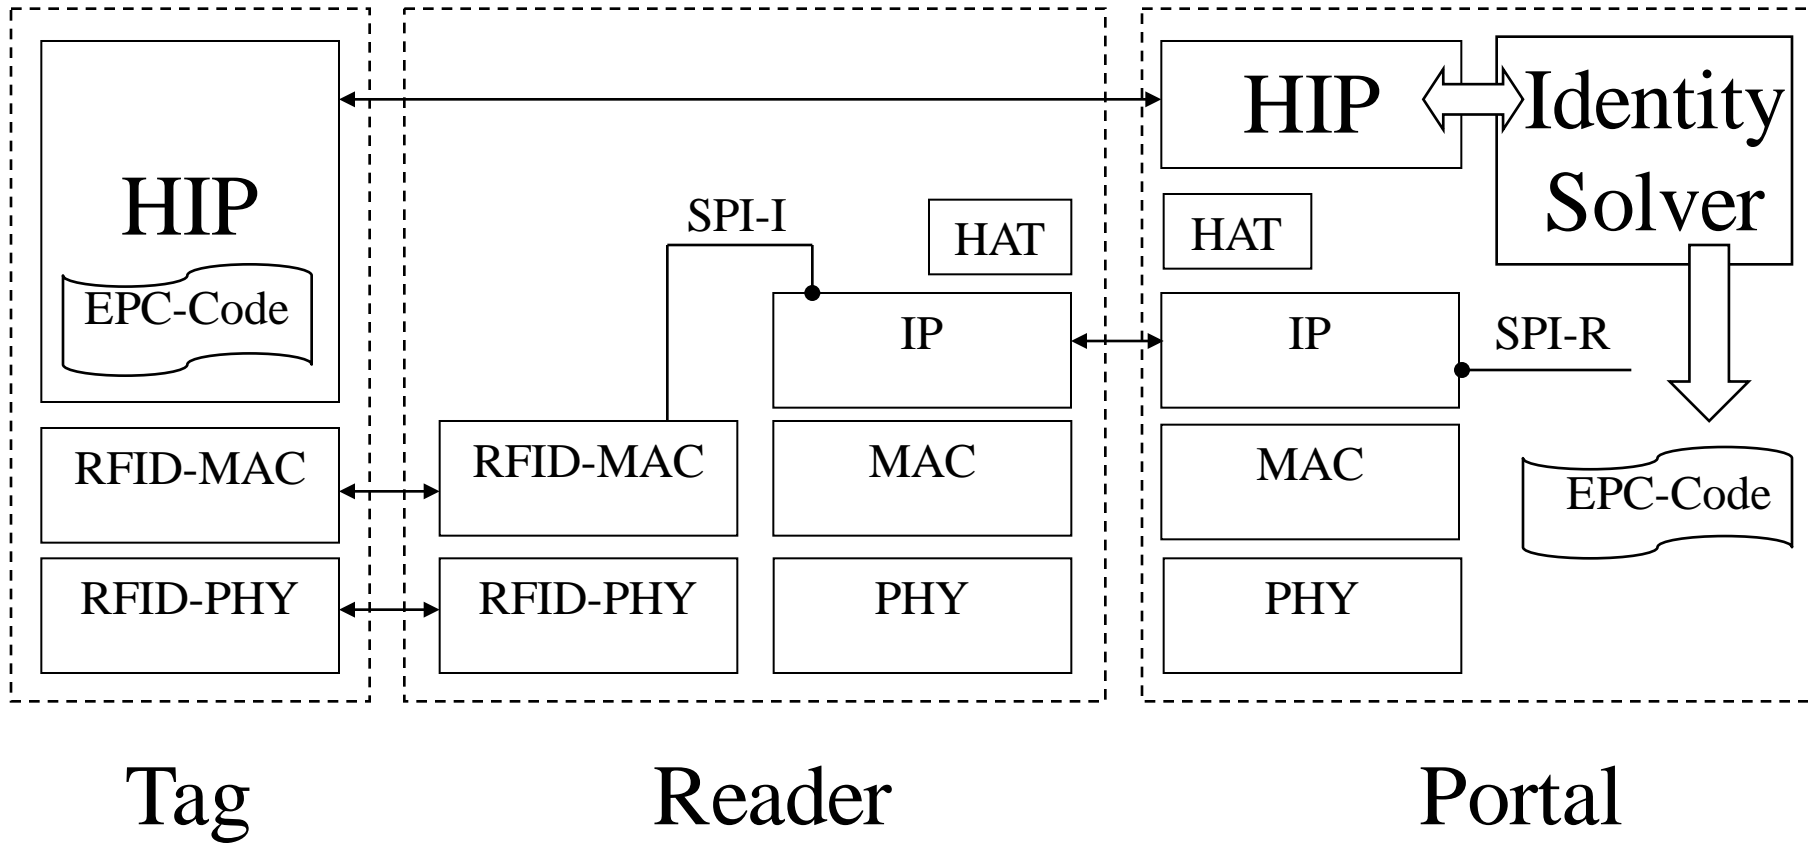 HIP
EPC-Code
RFID-MAC
RFID-PHY
SPI-I
HAT
IP
RFID-MAC
MAC
RFID-PHY
PHY
HIP
Identity
Solver
HAT
IP
SPI-R
MAC
EPC-Code
PHY
Tag
Reader
Portal